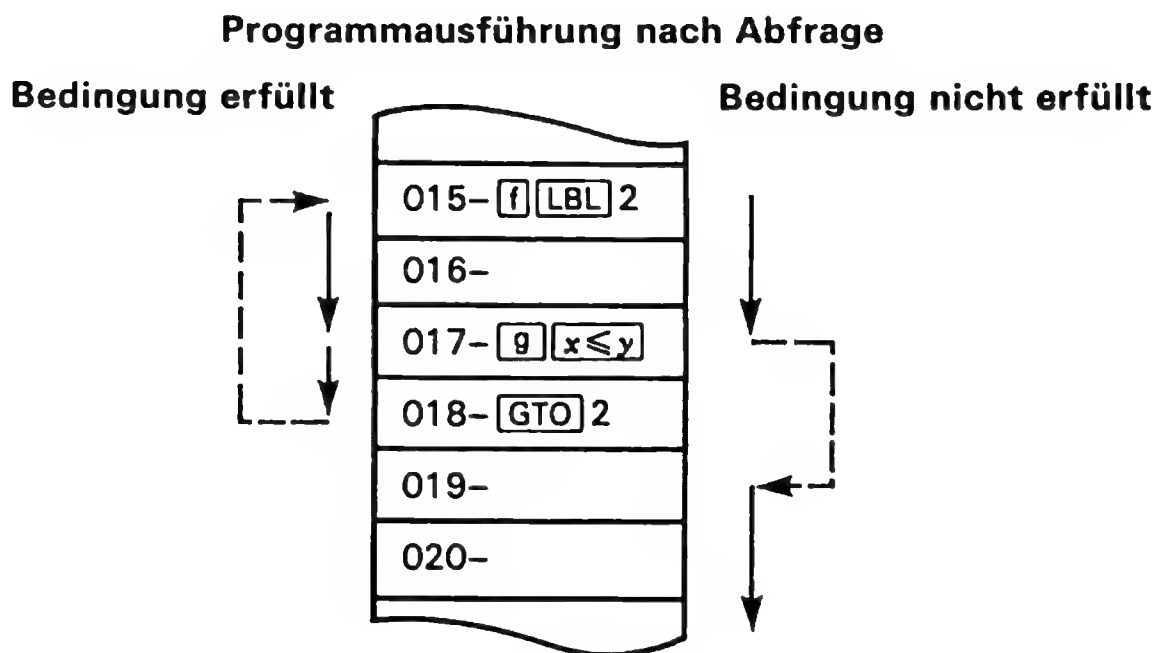 Programmausführung nach Abfrage
Bedingung erfüllt
Bedingung nicht erfüllt
015– f LBL 2
016–
017– g x≤y
018– GTO 2
019–
020–